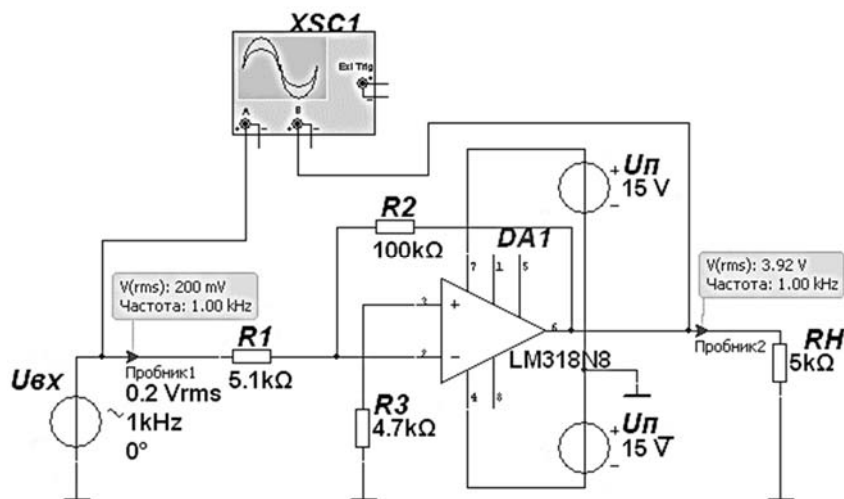 XSC1
Ext Trig
+
-
A
B
+ -
+ -
R2
100kΩ
DA1
Uп
15 V
+
-
7
1
5
V(rms): 200 mV
Частота: 1.00 kHz
V(rms): 3.92 V
Частота: 1.00 kHz
R1
5.1kΩ
3
+
2
-
6
Пробник1
Пробник2
LM318N8
RН
5kΩ
Uвх
0.2 Vrms
1kHz
0°
~
R3
4.7kΩ
4
8
Uп
15 V
+
-